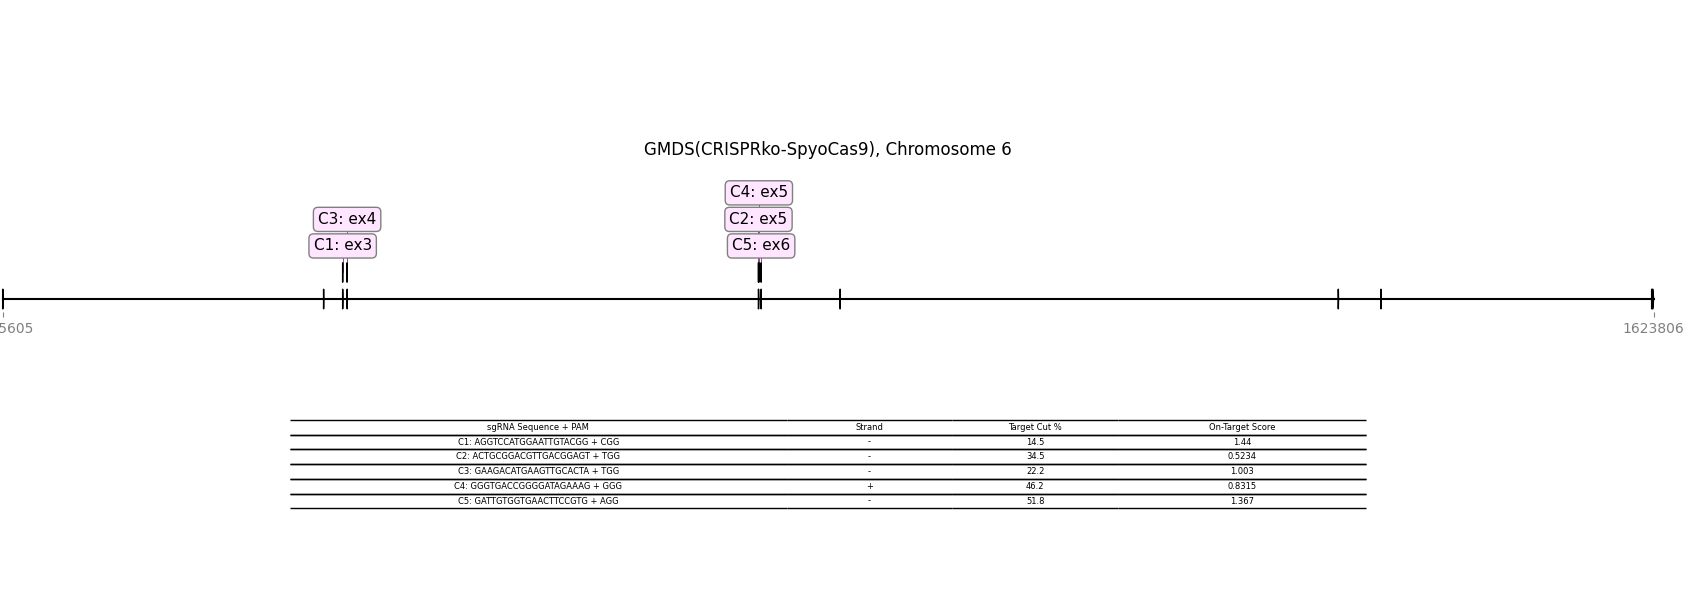 GMDS(CRISPRko-SpyoCas9), Chromosome 6
C4: ex5
C3: ex4 C2: ex5
C1: ex3 C5: ex6
5605 1623806
sgRNA Sequence + PAM Strand Target Cut % On-Target Score
C1: AGGTCCATGGAATTGTACGG + CGG - 14.5 1.44
C2: ACTGCGGACGTTGACGGAGT + TGG - 34.5 0.5234
C3: GAAGACATGAAGTTGCACTA + TGG - 22.2 1.003
C4: GGGTGACCGGGGATAGAAAG + GGG + 46.2 0.8315
C5: GATTGTGGTGAACTTCCGTG + AGG - 51.8 1.367